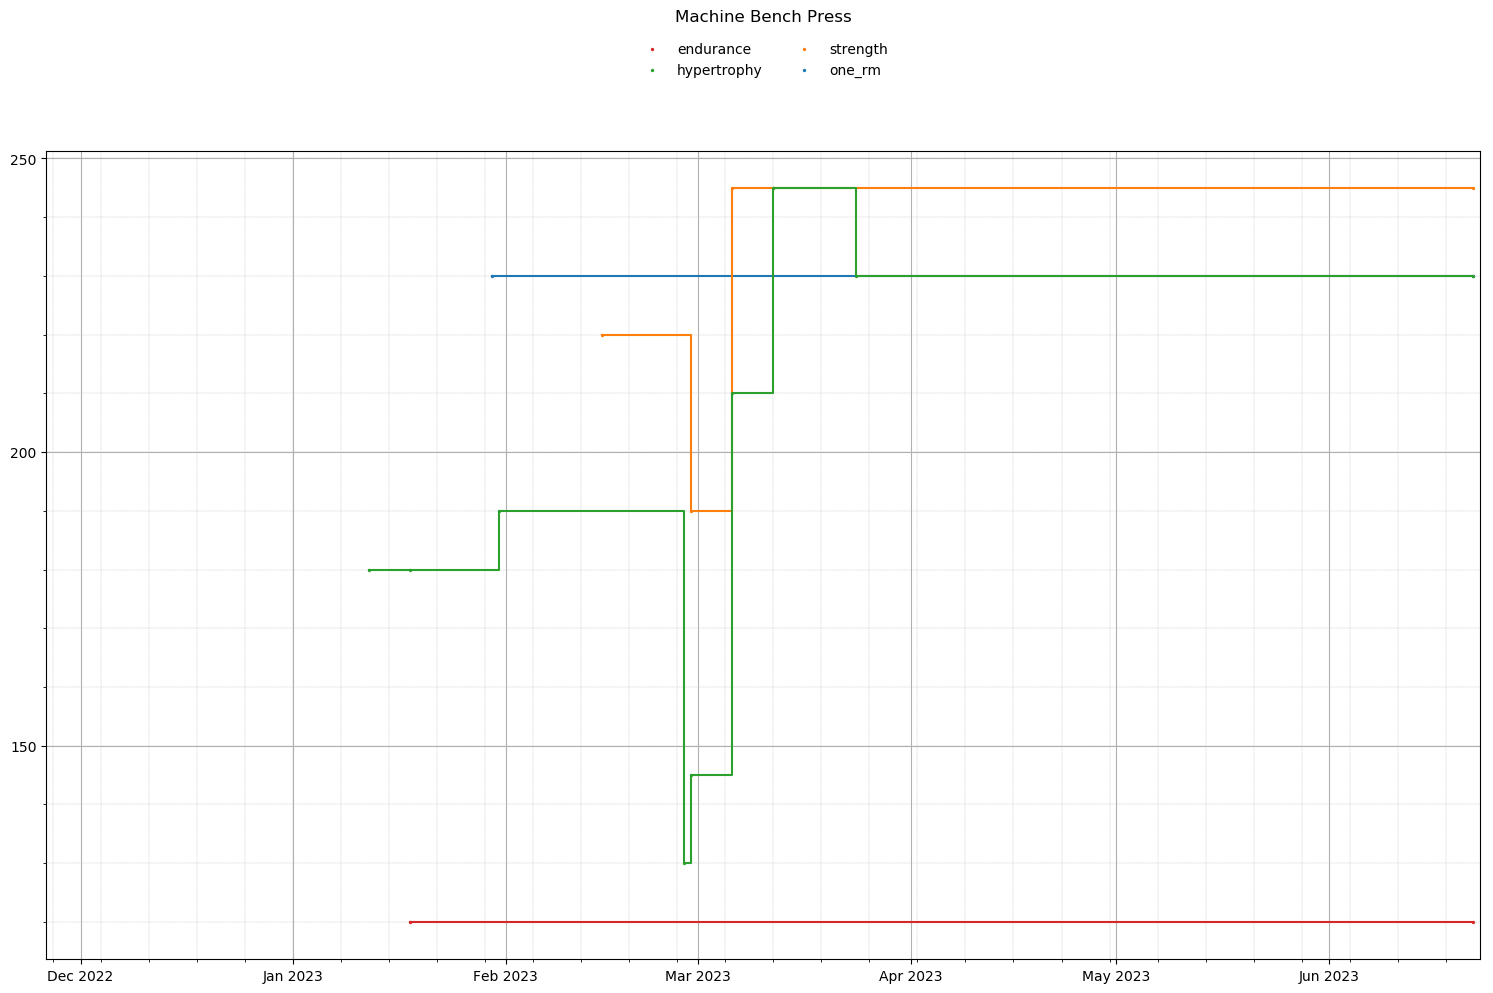 Machine Bench Press
endurance strength
hypertrophy one_rm
250
200
150
Dec 2022 Jan 2023 Feb 2023 Mar 2023 Apr 2023 May 2023 Jun 2023